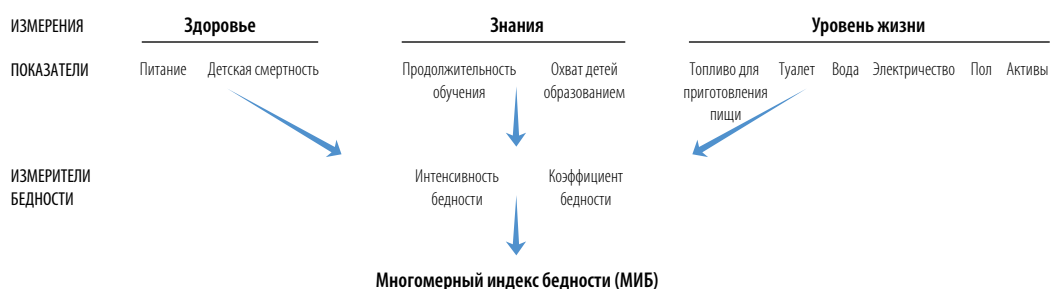 ИЗМЕРЕНИЯ Здоровье Знания Уровень жизни
ПОКАЗАТЕЛИ Питание Детская смертность Продолжительность обучения Охват детей образованием Топливо для приготовления пищи Туалет Вода Электричество Пол Активы
ИЗМЕРИТЕЛИ БЕДНОСТИ Интенсивность бедности Коэффициент бедности
Многомерный индекс бедности (МИБ)